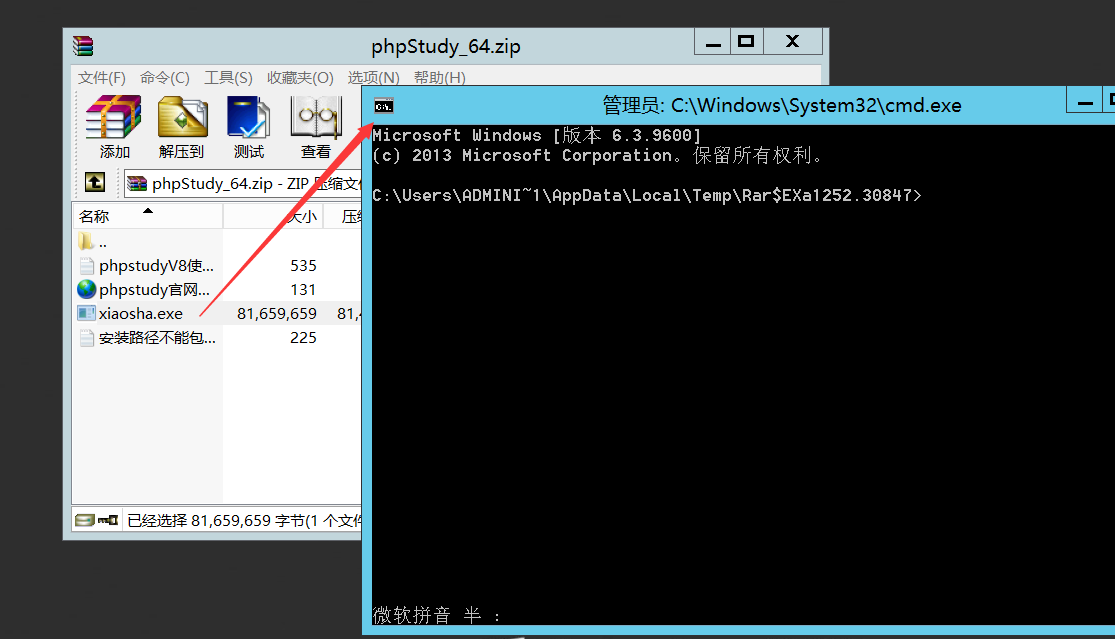 phpStudy_64.zip
文件(F) 命令(C) 工具(S) 收藏夹(O) 选项(N) 帮助(H)
添加 解压到 测试 查看
phpStudy_64.zip - ZIP 压缩文
名称 大小
..
phpstudyV8使... 535
phpstudy官网... 131
xiaosha.exe 81,659,659 81,
安装路径不能包... 225
已经选择 81,659,659 字节(1 个文
管理员: C:\Windows\System32\cmd.exe
Microsoft Windows [版本 6.3.9600]
(c) 2013 Microsoft Corporation。保留所有权利。
C:\Users\ADMINI~1\AppData\Local\Temp\Rar$EXa1252.30847>
微软拼音 半 :